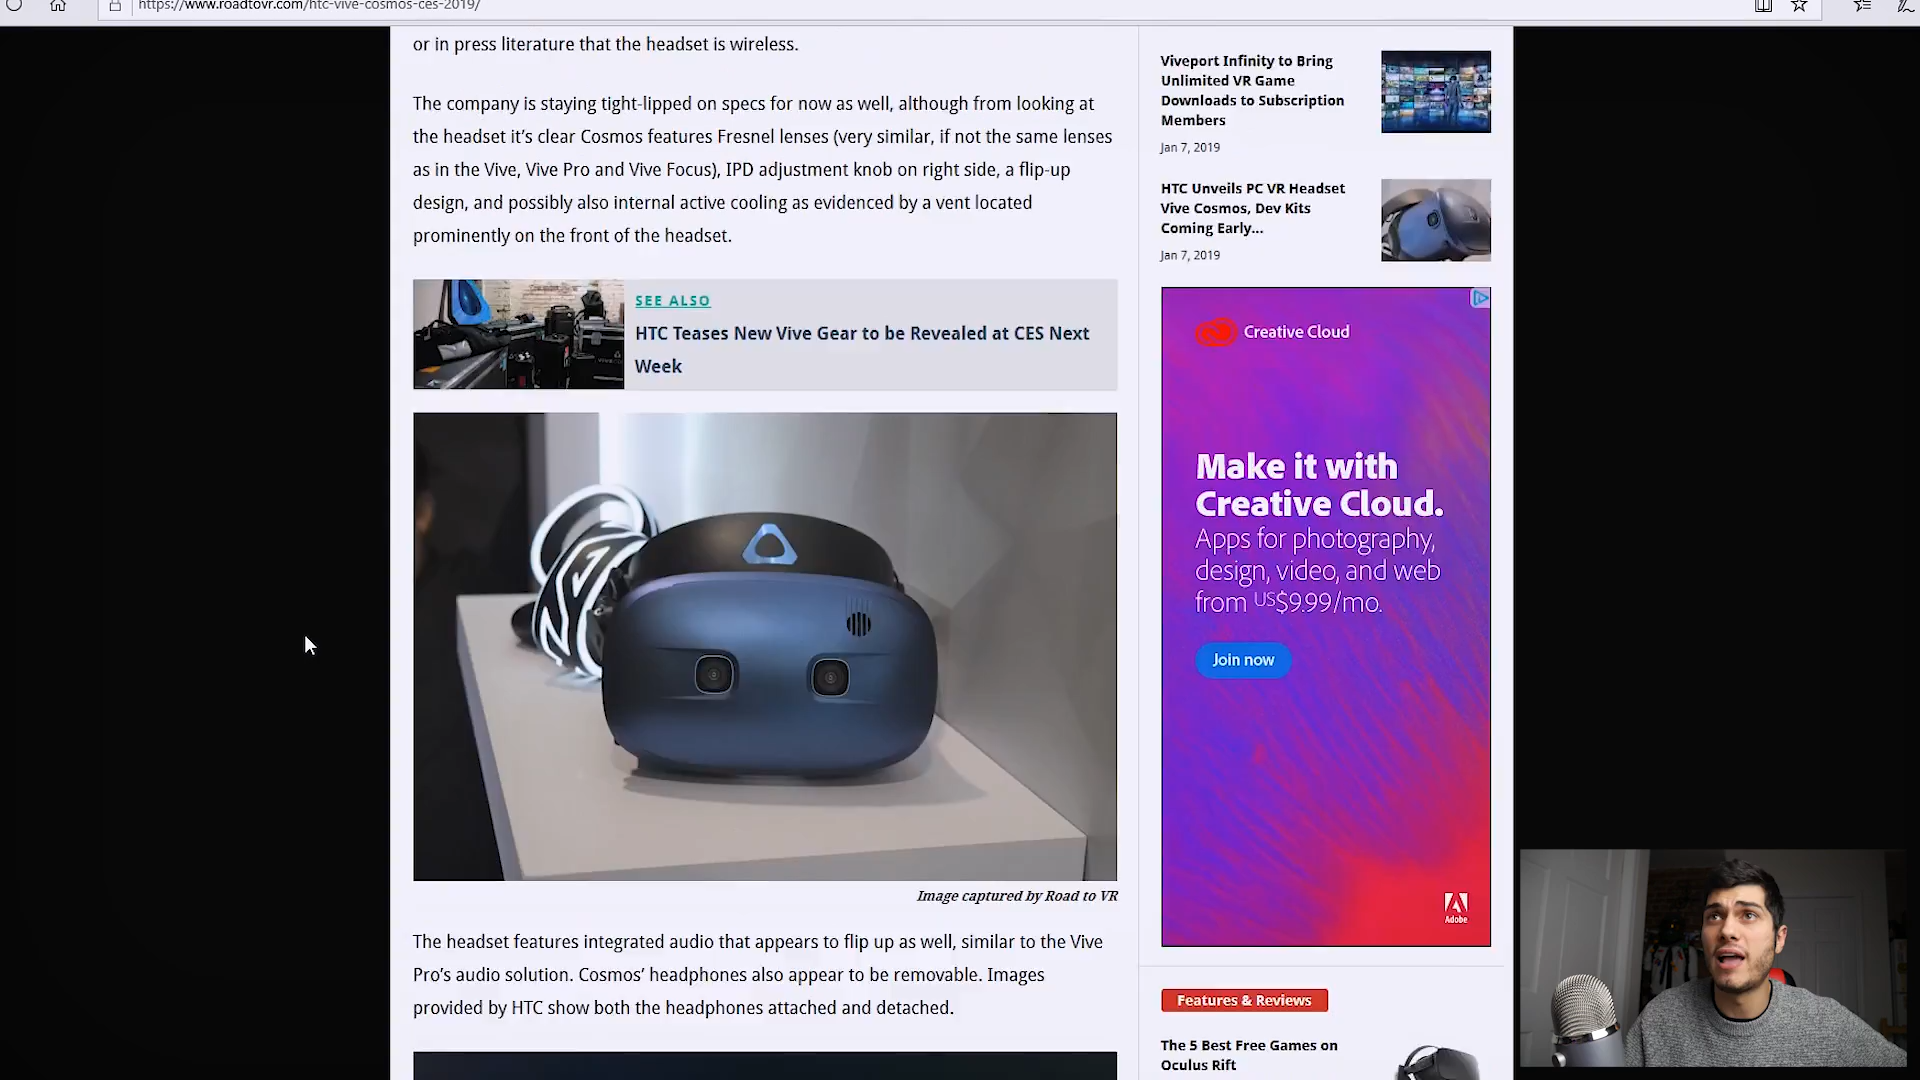 https://www.roadtovr.com/htc-vive-cosmos-ces-2019/
or in press literature that the headset is wireless.
The company is staying tight-lipped on specs for now as well, although from looking at
the headset it’s clear Cosmos features Fresnel lenses (very similar, if not the same lenses
as in the Vive, Vive Pro and Vive Focus), IPD adjustment knob on right side, a flip-up
design, and possibly also internal active cooling as evidenced by a vent located
prominently on the front of the headset.
SEE ALSO
HTC Teases New Vive Gear to be Revealed at CES Next
Week
Image captured by Road to VR
The headset features integrated audio that appears to flip up as well, similar to the Vive
Pro’s audio solution. Cosmos’ headphones also appear to be removable. Images
provided by HTC show both the headphones attached and detached.
Viveport Infinity to Bring
Unlimited VR Game
Downloads to Subscription
Members
Jan 7, 2019
HTC Unveils PC VR Headset
Vive Cosmos, Dev Kits
Coming Early...
Jan 7, 2019
Creative Cloud
Make it with
Creative Cloud.
Apps for photography,
design, video, and web
from US$9.99/mo.
Join now
Adobe
Features & Reviews
The 5 Best Free Games on
Oculus Rift